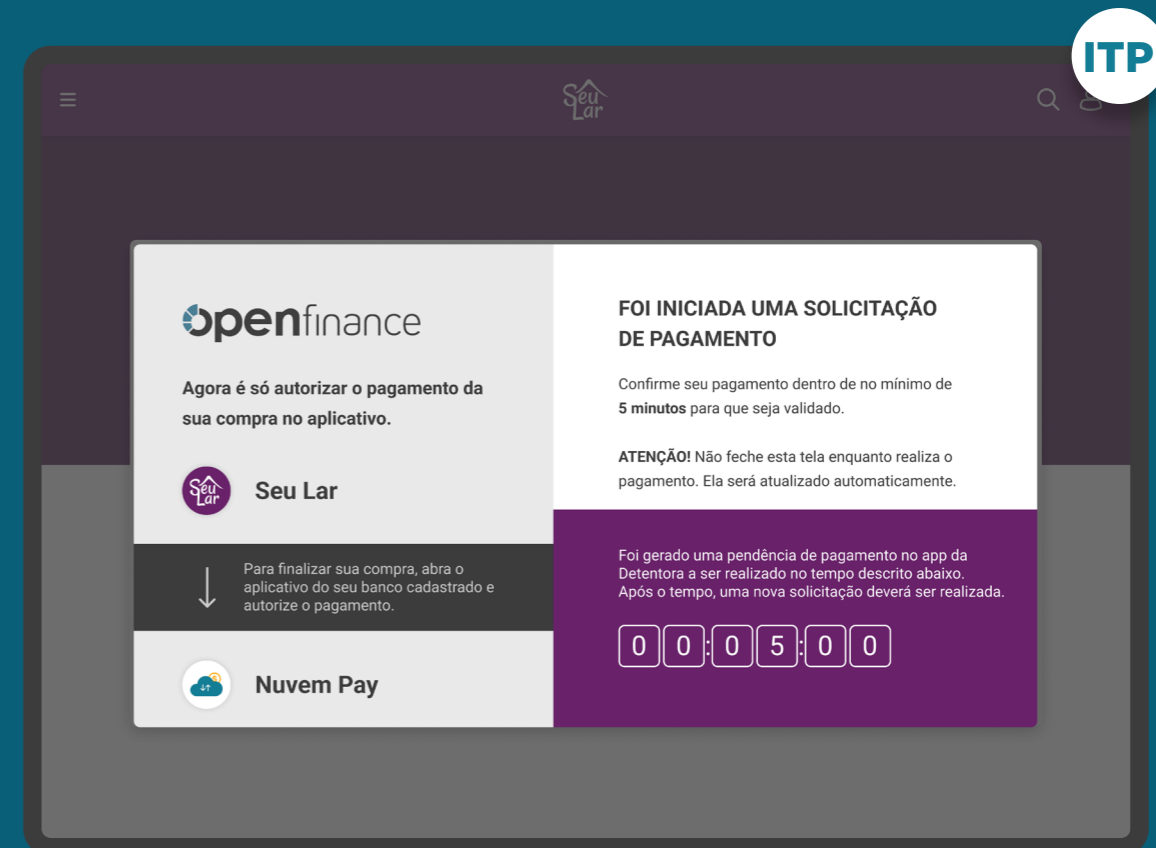 ITP
Seu
Lar
openfinance
Agora é só autorizar o pagamento da
sua compra no aplicativo.
Seu
Lar
Seu Lar
Para finalizar sua compra, abra o
aplicativo do seu banco cadastrado e
autorize o pagamento.
Nuvem Pay
FOI INICIADA UMA SOLICITAÇÃO
DE PAGAMENTO
Confirme seu pagamento dentro de no mínimo de
5 minutos para que seja validado.
ATENÇÃO! Não feche esta tela enquanto realiza o
pagamento. Ela será atualizado automaticamente.
Foi gerado uma pendência de pagamento no app da
Detentora a ser realizado no tempo descrito abaixo.
Após o tempo, uma nova solicitação deverá ser realizada.
00:05:00